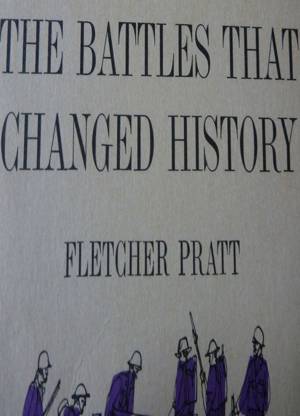 THE BATTLES THAT
CHANGED HISTORY
FLETCHER PRATT